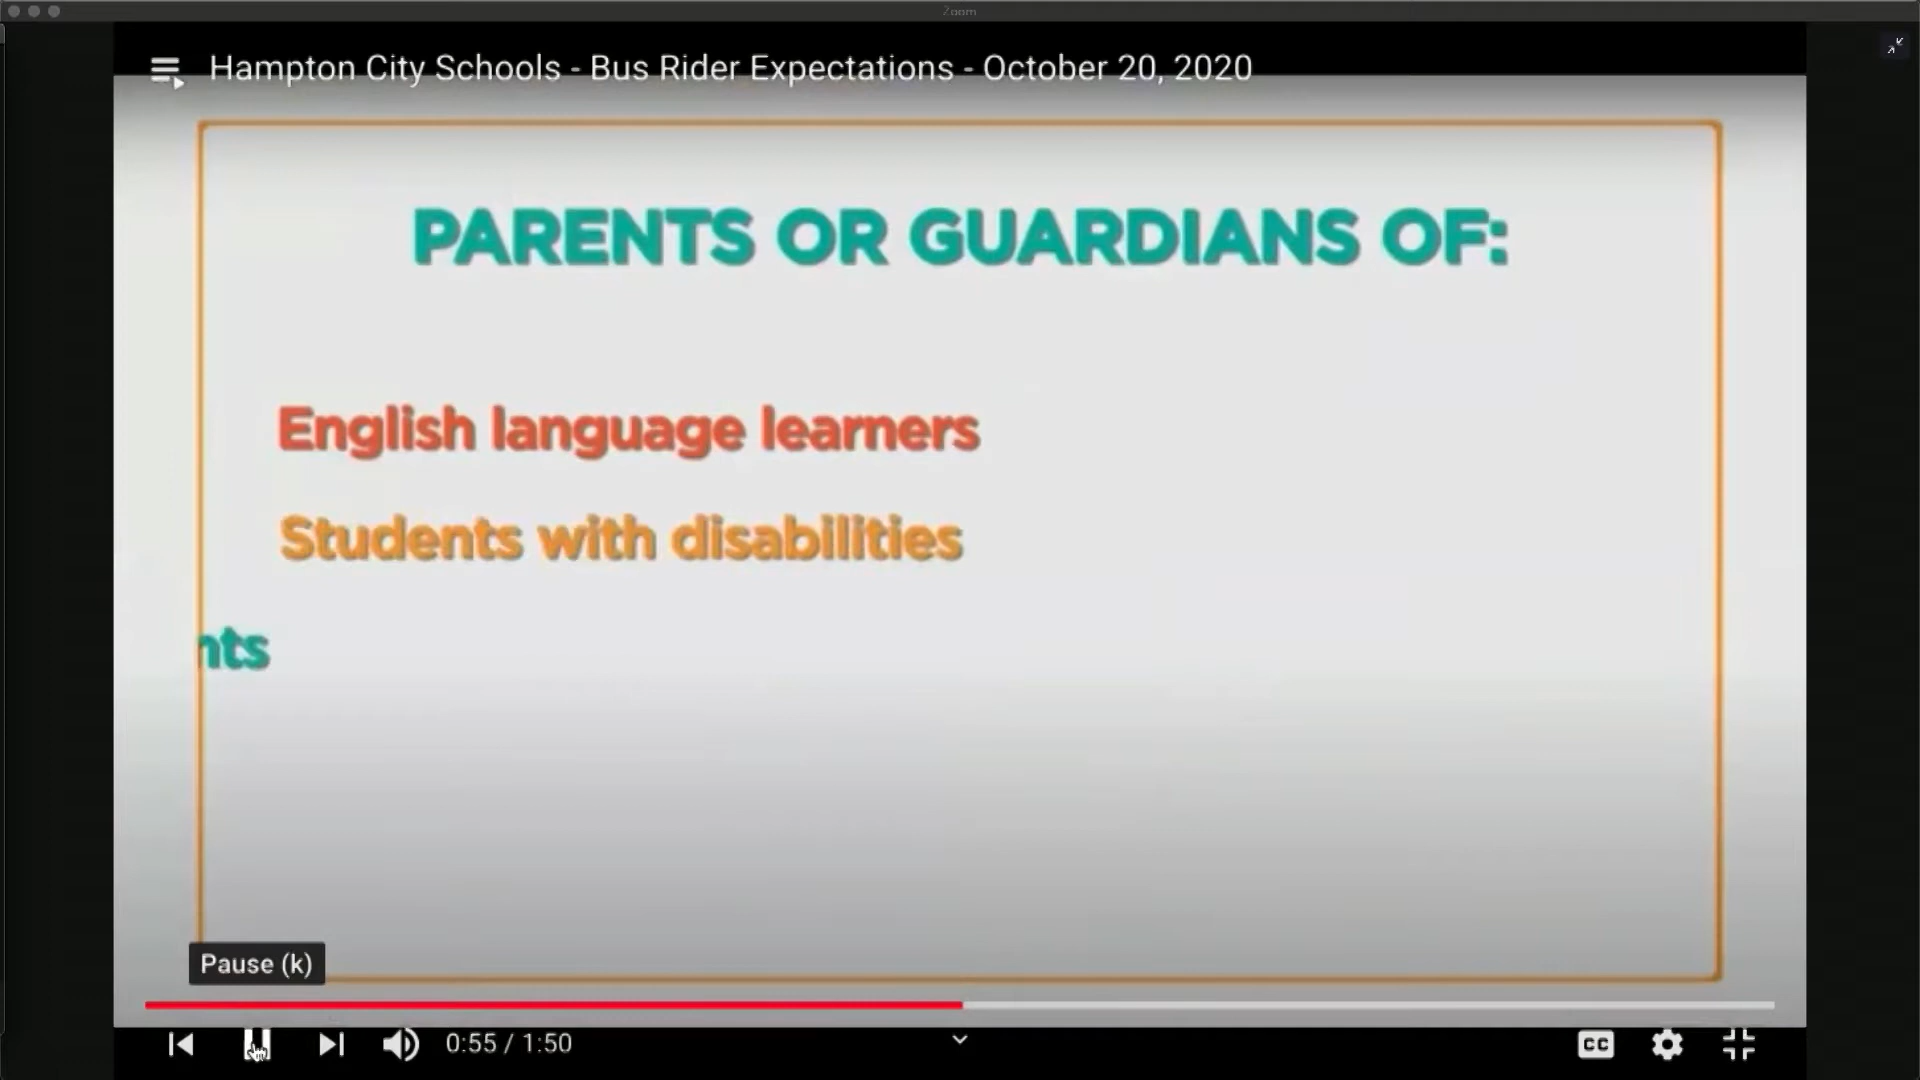 Zoom
Hampton City Schools - Bus Rider Expectations - October 20, 2020
PARENTS OR GUARDIANS OF:
English language learners
Students with disabilities
nts
Pause (k)
0:55 / 1:50
CC